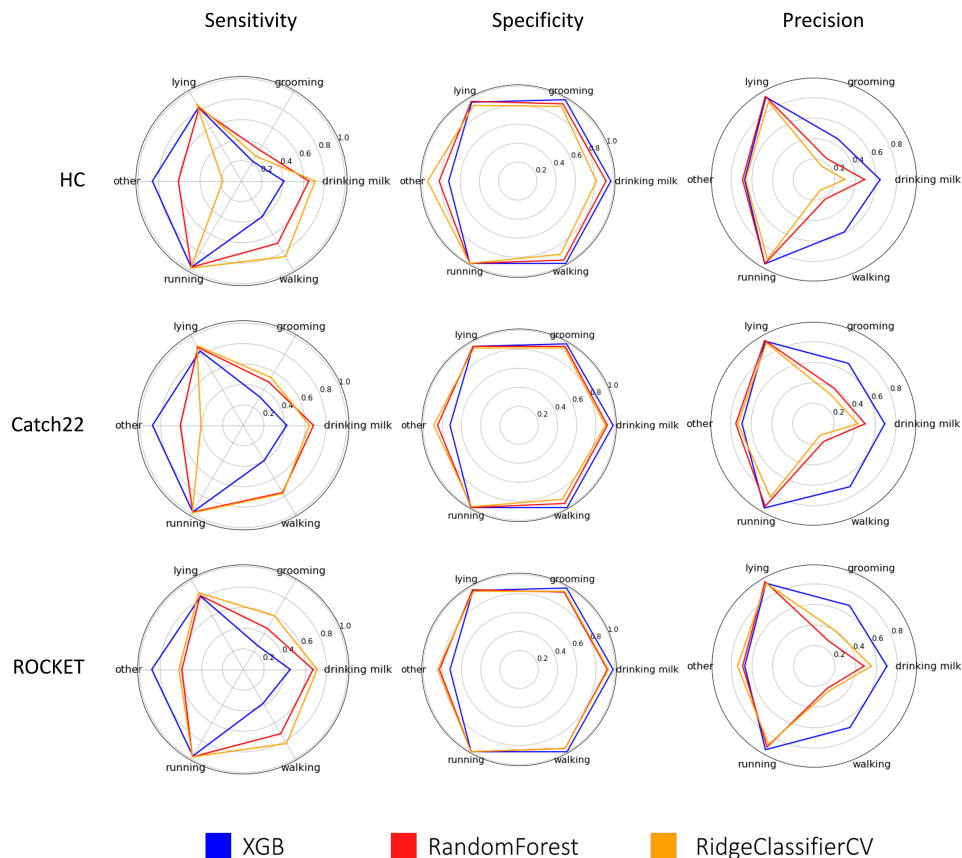 Sensitivity Specificity Precision
HC
lying grooming
other 0.2 0.4 0.6 0.8 1.0 drinking milk
running walking
lying grooming
other 0.2 0.4 0.6 0.8 1.0 drinking milk
running walking
lying grooming
other 0.2 0.4 0.6 0.8 drinking milk
running walking
Catch22
lying grooming
other 0.2 0.4 0.6 0.8 1.0 drinking milk
running walking
lying grooming
other 0.2 0.4 0.6 0.8 1.0 drinking milk
running walking
lying grooming
other 0.2 0.4 0.6 0.8 drinking milk
running walking
ROCKET
lying grooming
other 0.2 0.4 0.6 0.8 1.0 drinking milk
running walking
lying grooming
other 0.2 0.4 0.6 0.8 1.0 drinking milk
running walking
lying grooming
other 0.2 0.4 0.6 0.8 drinking milk
running walking
XGB RandomForest RidgeClassifierCV